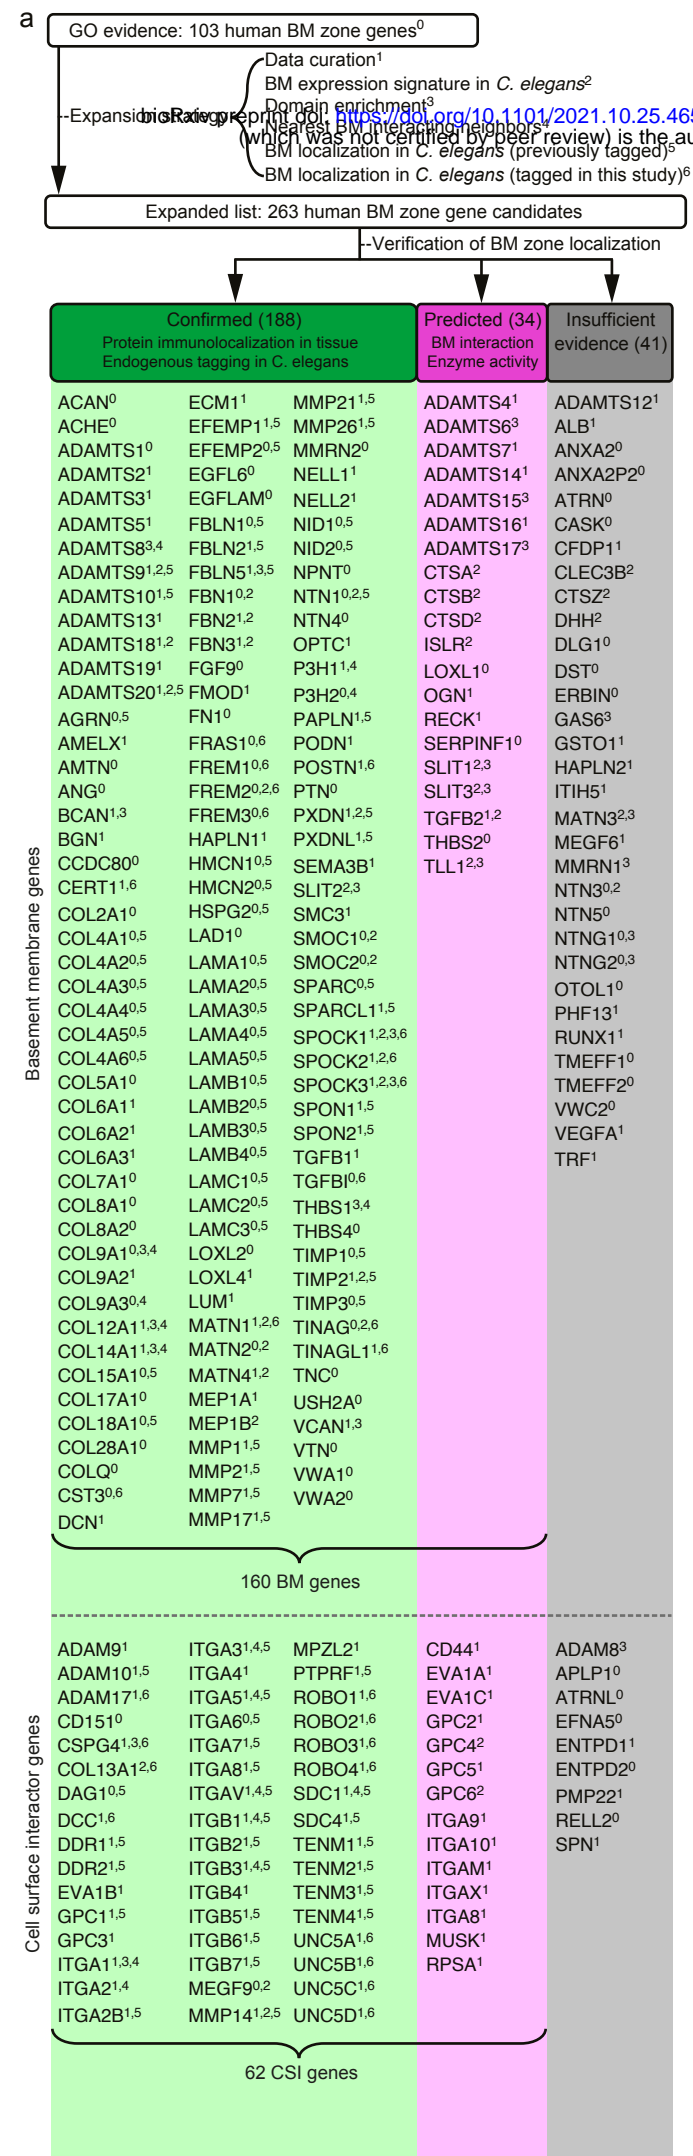 a
GO evidence: 103 human BM zone genes⁰
Data curation¹
BM expression signature in C. elegans²
Domain enrichment³
--Expansion strategy
bioRxiv preprint doi: https://doi.org/10.1101/2021.10.25.465
Nearest BM interacting neighbors⁴
(which was not certified by peer review) is the au
BM localization in C. elegans (previously tagged)⁵
BM localization in C. elegans (tagged in this study)⁶
Expanded list: 263 human BM zone gene candidates
--Verification of BM zone localization
Confirmed (188)
Protein immunolocalization in tissue
Endogenous tagging in C. elegans
Predicted (34)
BM interaction
Enzyme activity
Insufficient
evidence (41)
Basement membrane genes
ACAN⁰
ACHE⁰
ADAMTS1⁰
ADAMTS2¹
ADAMTS3¹
ADAMTS5¹
ADAMTS8³,⁴
ADAMTS9¹,²,⁵
ADAMTS10¹,⁵
ADAMTS13¹
ADAMTS18¹,²
ADAMTS19¹
ADAMTS20¹,²,⁵
AGRN⁰,⁵
AMELX¹
AMTN⁰
ANG⁰
BCAN¹,³
BGN¹
CCDC80⁰
CERT1¹,⁶
COL2A1⁰
COL4A1⁰,⁵
COL4A2⁰,⁵
COL4A3⁰,⁵
COL4A4⁰,⁵
COL4A5⁰,⁵
COL4A6⁰,⁵
COL5A1⁰
COL6A1¹
COL6A2¹
COL6A3¹
COL7A1⁰
COL8A1⁰
COL8A2⁰
COL9A1⁰,³,⁴
COL9A2¹
COL9A3⁰,⁴
COL12A1¹,³,⁴
COL14A1¹,³,⁴
COL15A1⁰,⁵
COL17A1⁰
COL18A1⁰,⁵
COL28A1⁰
COLQ⁰
CST3⁰,⁶
DCN¹
ECM1¹
EFEMP1¹,⁵
EFEMP2⁰,⁵
EGFL6⁰
EGFLAM⁰
FBLN1⁰,⁵
FBLN2¹,⁵
FBLN5¹,³,⁵
FBN1⁰,²
FBN2¹,²
FBN3¹,²
FGF9⁰
FMOD¹
FN1⁰
FRAS1⁰,⁶
FREM1⁰,⁶
FREM2⁰,²,⁶
FREM3⁰,⁶
HAPLN1¹
HMCN1⁰,⁵
HMCN2⁰,⁵
HSPG2⁰,⁵
LAD1⁰
LAMA1⁰,⁵
LAMA2⁰,⁵
LAMA3⁰,⁵
LAMA4⁰,⁵
LAMA5⁰,⁵
LAMB1⁰,⁵
LAMB2⁰,⁵
LAMB3⁰,⁵
LAMB4⁰,⁵
LAMC1⁰,⁵
LAMC2⁰,⁵
LAMC3⁰,⁵
LOXL2⁰
LOXL4¹
LUM¹
MATN1¹,²,⁶
MATN2⁰,²
MATN4¹,²
MEP1A¹
MEP1B²
MMP1¹,⁵
MMP2¹,⁵
MMP7¹,⁵
MMP17¹,⁵
MMP21¹,⁵
MMP26¹,⁵
MMRN2⁰
NELL1¹
NELL2¹
NID1⁰,⁵
NID2⁰,⁵
NPNT⁰
NTN1⁰,²,⁵
NTN4⁰
OPTC¹
P3H1¹,⁴
P3H2⁰,⁴
PAPLN¹,⁵
PODN¹
POSTN¹,⁶
PTN⁰
PXDN¹,²,⁵
PXDNL¹,⁵
SEMA3B¹
SLIT2²,³
SMC3¹
SMOC1⁰,²
SMOC2⁰,²
SPARC⁰,⁵
SPARCL1¹,⁵
SPOCK1¹,²,³,⁶
SPOCK2¹,²,⁶
SPOCK3¹,²,³,⁶
SPON1¹,⁵
SPON2¹,⁵
TGFB1¹
TGFBI⁰,⁶
THBS1³,⁴
THBS4⁰
TIMP1⁰,⁵
TIMP2¹,²,⁵
TIMP3⁰,⁵
TINAG⁰,²,⁶
TINAGL1¹,⁶
TNC⁰
USH2A⁰
VCAN¹,³
VTN⁰
VWA1⁰
VWA2⁰
ADAMTS4¹
ADAMTS6³
ADAMTS7¹
ADAMTS14¹
ADAMTS15³
ADAMTS16¹
ADAMTS17³
CTSA²
CTSB²
CTSD²
ISLR²
LOXL1⁰
OGN¹
RECK¹
SERPINF1⁰
SLIT1²,³
SLIT3²,³
TGFB2¹,²
THBS2⁰
TLL1²,³
ADAMTS12¹
ALB¹
ANXA2⁰
ANXA2P2⁰
ATRN⁰
CASK⁰
CFDP1¹
CLEC3B²
CTSZ²
DHH²
DLG1⁰
DST⁰
ERBIN⁰
GAS6³
GSTO1¹
HAPLN2¹
ITIH5¹
MATN3²,³
MEGF6¹
MMRN1³
NTN3⁰,²
NTN5⁰
NTNG1⁰,³
NTNG2⁰,³
OTOL1⁰
PHF13¹
RUNX1¹
TMEFF1⁰
TMEFF2⁰
VWC2⁰
VEGFA¹
TRF¹
160 BM genes
Cell surface interactor genes
ADAM9¹
ADAM10¹,⁵
ADAM17¹,⁶
CD151⁰
CSPG4¹,³,⁶
COL13A1²,⁶
DAG1⁰,⁵
DCC¹,⁶
DDR1¹,⁵
DDR2¹,⁵
EVA1B¹
GPC1¹,⁵
GPC3¹
ITGA1¹,³,⁴
ITGA2¹,⁴
ITGA2B¹,⁵
ITGA3¹,⁴,⁵
ITGA4¹
ITGA5¹,⁴,⁵
ITGA6⁰,⁵
ITGA7¹,⁵
ITGA8¹,⁵
ITGAV¹,⁴,⁵
ITGB1¹,⁴,⁵
ITGB2¹,⁵
ITGB3¹,⁴,⁵
ITGB4¹
ITGB5¹,⁵
ITGB6¹,⁵
ITGB7¹,⁵
MEGF9⁰,²
MMP14¹,²,⁵
MPZL2¹
PTPRF¹,⁵
ROBO1¹,⁶
ROBO2¹,⁶
ROBO3¹,⁶
ROBO4¹,⁶
SDC1¹,⁴,⁵
SDC4¹,⁵
TENM1¹,⁵
TENM2¹,⁵
TENM3¹,⁵
TENM4¹,⁵
UNC5A¹,⁶
UNC5B¹,⁶
UNC5C¹,⁶
UNC5D¹,⁶
CD44¹
EVA1A¹
EVA1C¹
GPC2¹
GPC4²
GPC5¹
GPC6²
ITGA9¹
ITGA10¹
ITGAM¹
ITGAX¹
ITGA8¹
MUSK¹
RPSA¹
ADAM8³
APLP1⁰
ATRNL⁰
EFNA5⁰
ENTPD1¹
ENTPD2⁰
PMP22¹
RELL2⁰
SPN¹
62 CSI genes